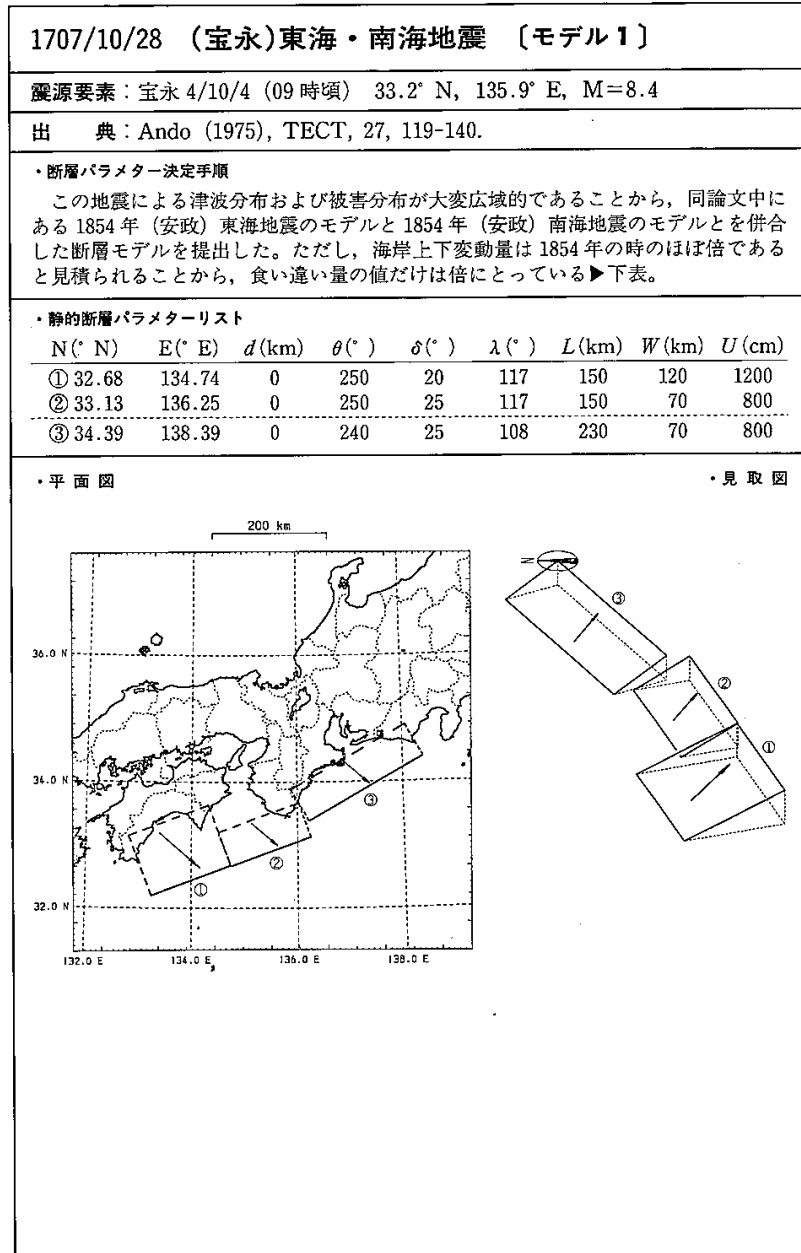 1707/10/28 (宝永)東海・南海地震 〔モデル1〕
震源要素：宝永 4/10/4 (09 時頃) 33.2° N, 135.9° E, M=8.4
出 典：Ando (1975), TECT, 27, 119-140.
・断層パラメター決定手順
この地震による津波分布および被害分布が大変広域的であることから，同論文中に
ある 1854 年（安政）東海地震のモデルと 1854 年（安政）南海地震のモデルとを併合
した断層モデルを提出した。ただし，海岸上下変動量は 1854 年の時のほぼ倍である
と見積られることから，食い違い量の値だけは倍にとっている▶下表。
・静的断層パラメターリスト
N(° N) E(° E) d(km) θ(° ) δ(° ) λ(° ) L(km) W(km) U(cm)
① 32.68 134.74 0 250 20 117 150 120 1200
② 33.13 136.25 0 250 25 117 150 70 800
③ 34.39 138.39 0 240 25 108 230 70 800
・平 面 図
・見 取 図
200 km
N
③
36.0 N
②
①
34.0 N
③
②
①
32.0 N
132.0 E 134.0 E 136.0 E 138.0 E